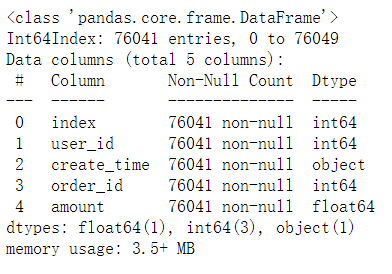 <class 'pandas.core.frame.DataFrame'>
Int64Index: 76041 entries, 0 to 76049
Data columns (total 5 columns):
 #   Column       Non-Null Count  Dtype
---  ------       --------------  -----
 0   index        76041 non-null  int64
 1   user_id      76041 non-null  int64
 2   create_time  76041 non-null  object
 3   order_id     76041 non-null  int64
 4   amount       76041 non-null  float64
dtypes: float64(1), int64(3), object(1)
memory usage: 3.5+ MB